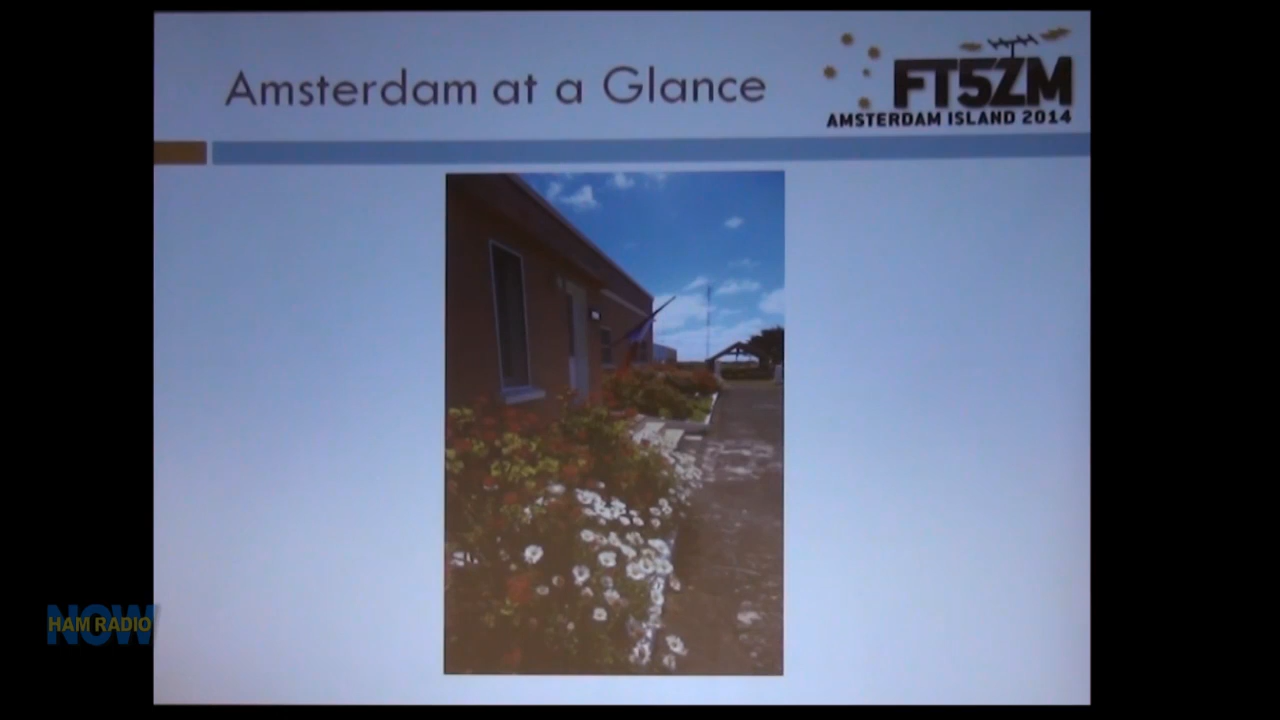 Amsterdam at a Glance
FT5ZM
AMSTERDAM ISLAND 2014
NOW
HAM RADIO